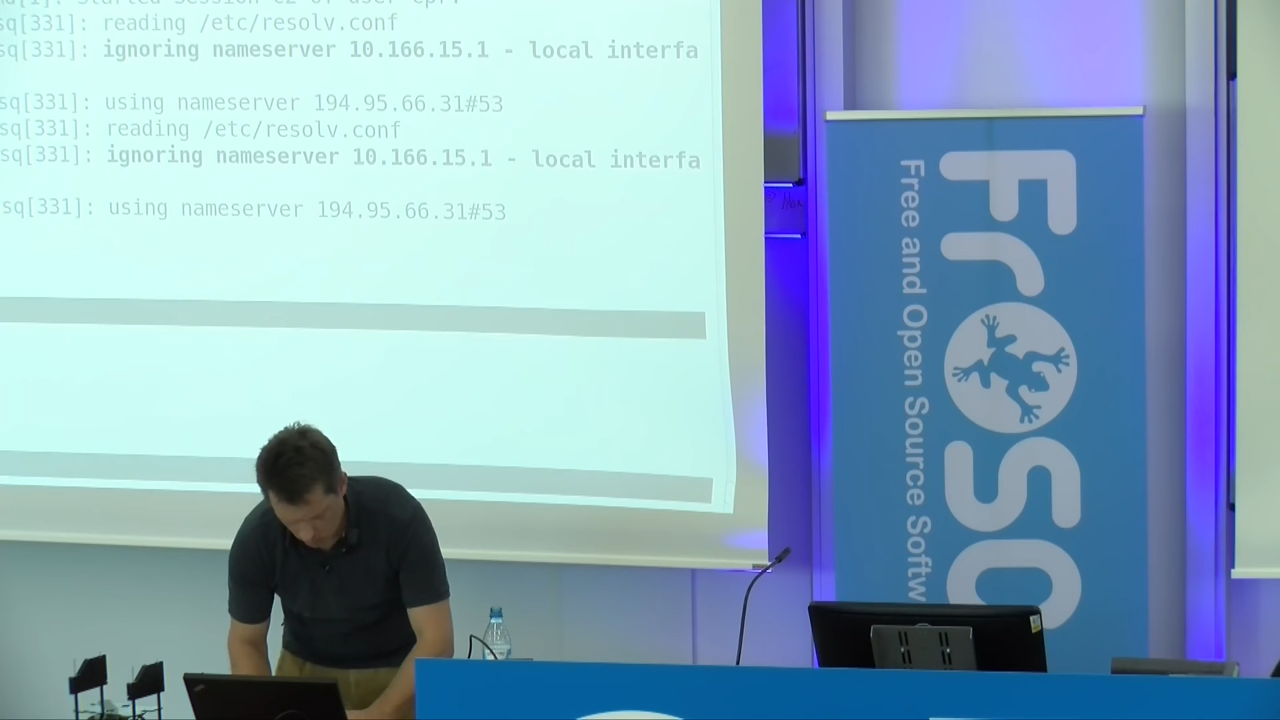 sq[331]: reading /etc/resolv.conf
sq[331]: ignoring nameserver 10.166.15.1 - local interfa
sq[331]: using nameserver 194.95.66.31#53
sq[331]: reading /etc/resolv.conf
sq[331]: ignoring nameserver 10.166.15.1 - local interfa
sq[331]: using nameserver 194.95.66.31#53
FrOSC
Free and Open Source Softw